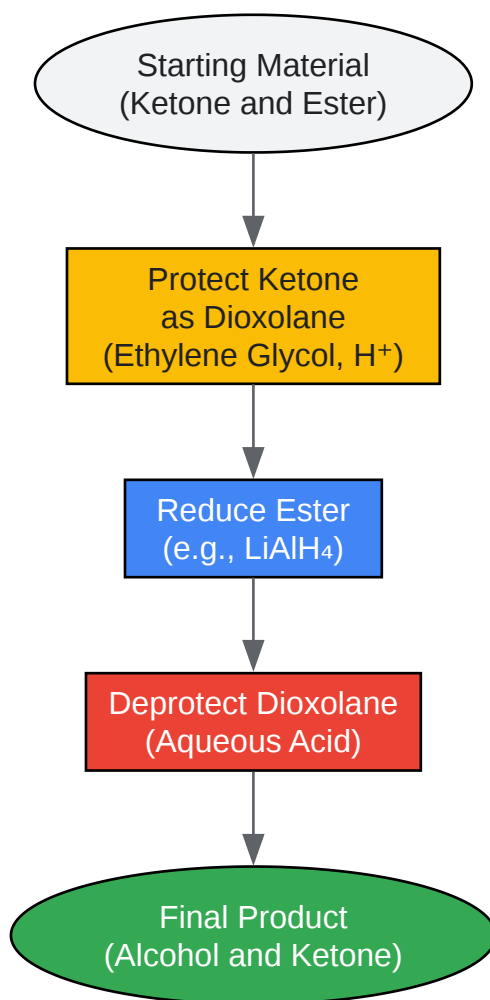 Starting Material
(Ketone and Ester)
Protect Ketone
as Dioxolane
(Ethylene Glycol, H⁺)
Reduce Ester
(e.g., LiAlH₄)
Deprotect Dioxolane
(Aqueous Acid)
Final Product
(Alcohol and Ketone)